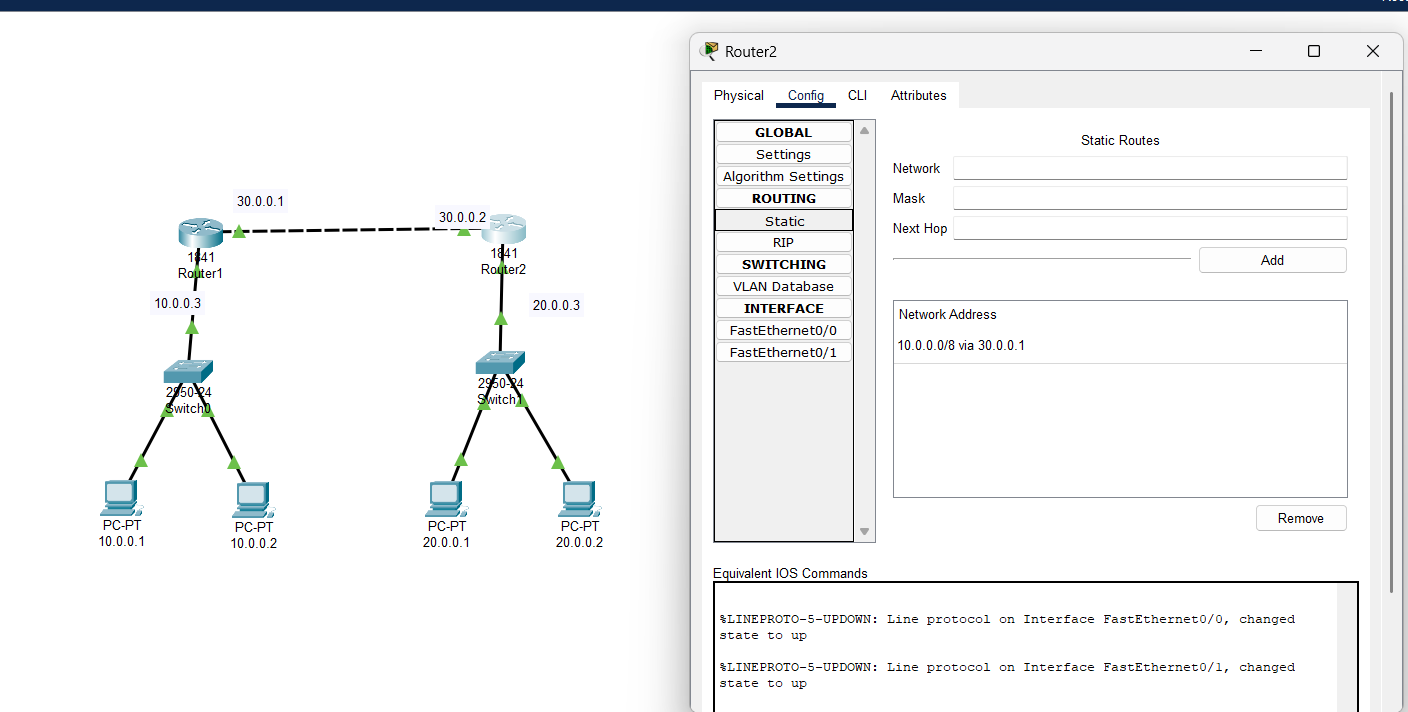 Router2
Physical
Config
CLI
Attributes
GLOBAL
Settings
Algorithm Settings
ROUTING
Static
RIP
SWITCHING
VLAN Database
INTERFACE
FastEthernet0/0
FastEthernet0/1
Static Routes
Network
Mask
Next Hop
Add
Network Address
10.0.0.0/8 via 30.0.0.1
Remove
Equivalent IOS Commands
%LINEPROTO-5-UPDOWN: Line protocol on Interface FastEthernet0/0, changed
state to up
%LINEPROTO-5-UPDOWN: Line protocol on Interface FastEthernet0/1, changed
state to up
30.0.0.1
30.0.0.2
1841
Router1
1841
Router2
10.0.0.3
20.0.0.3
2950-24
Switch0
2950-24
Switch1
PC-PT
10.0.0.1
PC-PT
10.0.0.2
PC-PT
20.0.0.1
PC-PT
20.0.0.2